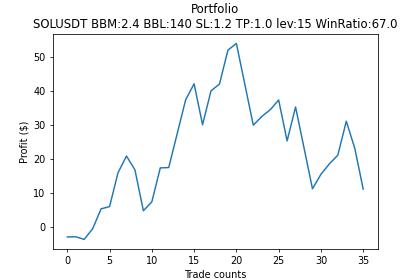 Portfolio
SOLUSDT BBM:2.4 BBL:140 SL:1.2 TP:1.0 lev:15 WinRatio:67.0
50
40
30
20
10
0
Profit ($)
0 5 10 15 20 25 30 35
Trade counts